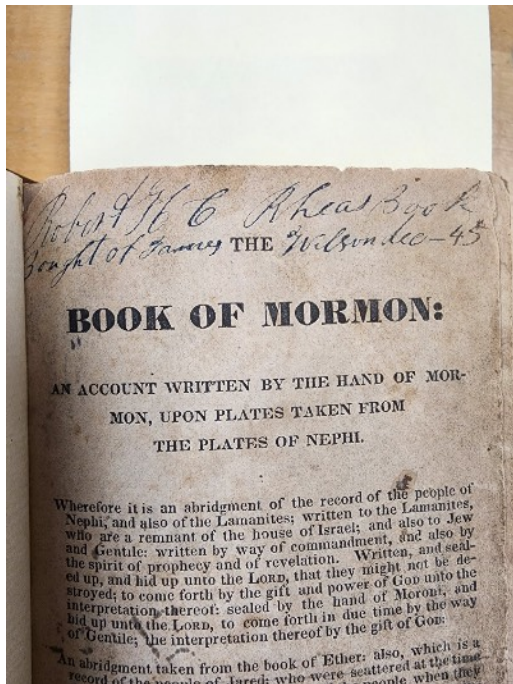 Robert H C Rheas Book
Bought of James Wilson dec-45
THE
BOOK OF MORMON:
AN ACCOUNT WRITTEN BY THE HAND OF MOR-
MON, UPON PLATES TAKEN FROM
THE PLATES OF NEPHI.
Wherefore it is an abridgment of the record of the people of
Nephi, and also of the Lamanites; written to the Lamanites,
who are a remnant of the house of Israel; and also to Jew
and Gentile: written by way of commandment, and also by
the spirit of prophecy and of revelation. Written, and seal-
ed up, and hid up unto the LORD, that they might not be de-
stroyed; to come forth by the gift and power of GOD unto the
interpretation thereof: sealed by the hand of Moroni, and
hid up unto the LORD, to come forth in due time by the way
of Gentile; the interpretation thereof by the gift of GOD:
An abridgment taken from the book of Ether: also, which is a
record of the people of Jared; who were scattered at the time
people when they